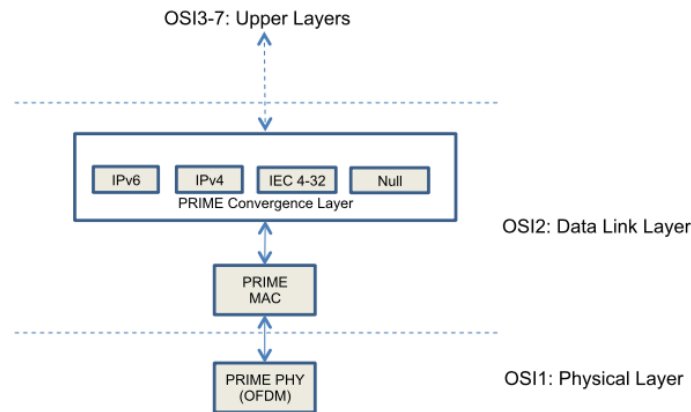 OSI3-7: Upper Layers
IPv6
IPv4
IEC 4-32
Null
PRIME Convergence Layer
OSI2: Data Link Layer
PRIME
MAC
PRIME PHY
(OFDM)
OSI1: Physical Layer